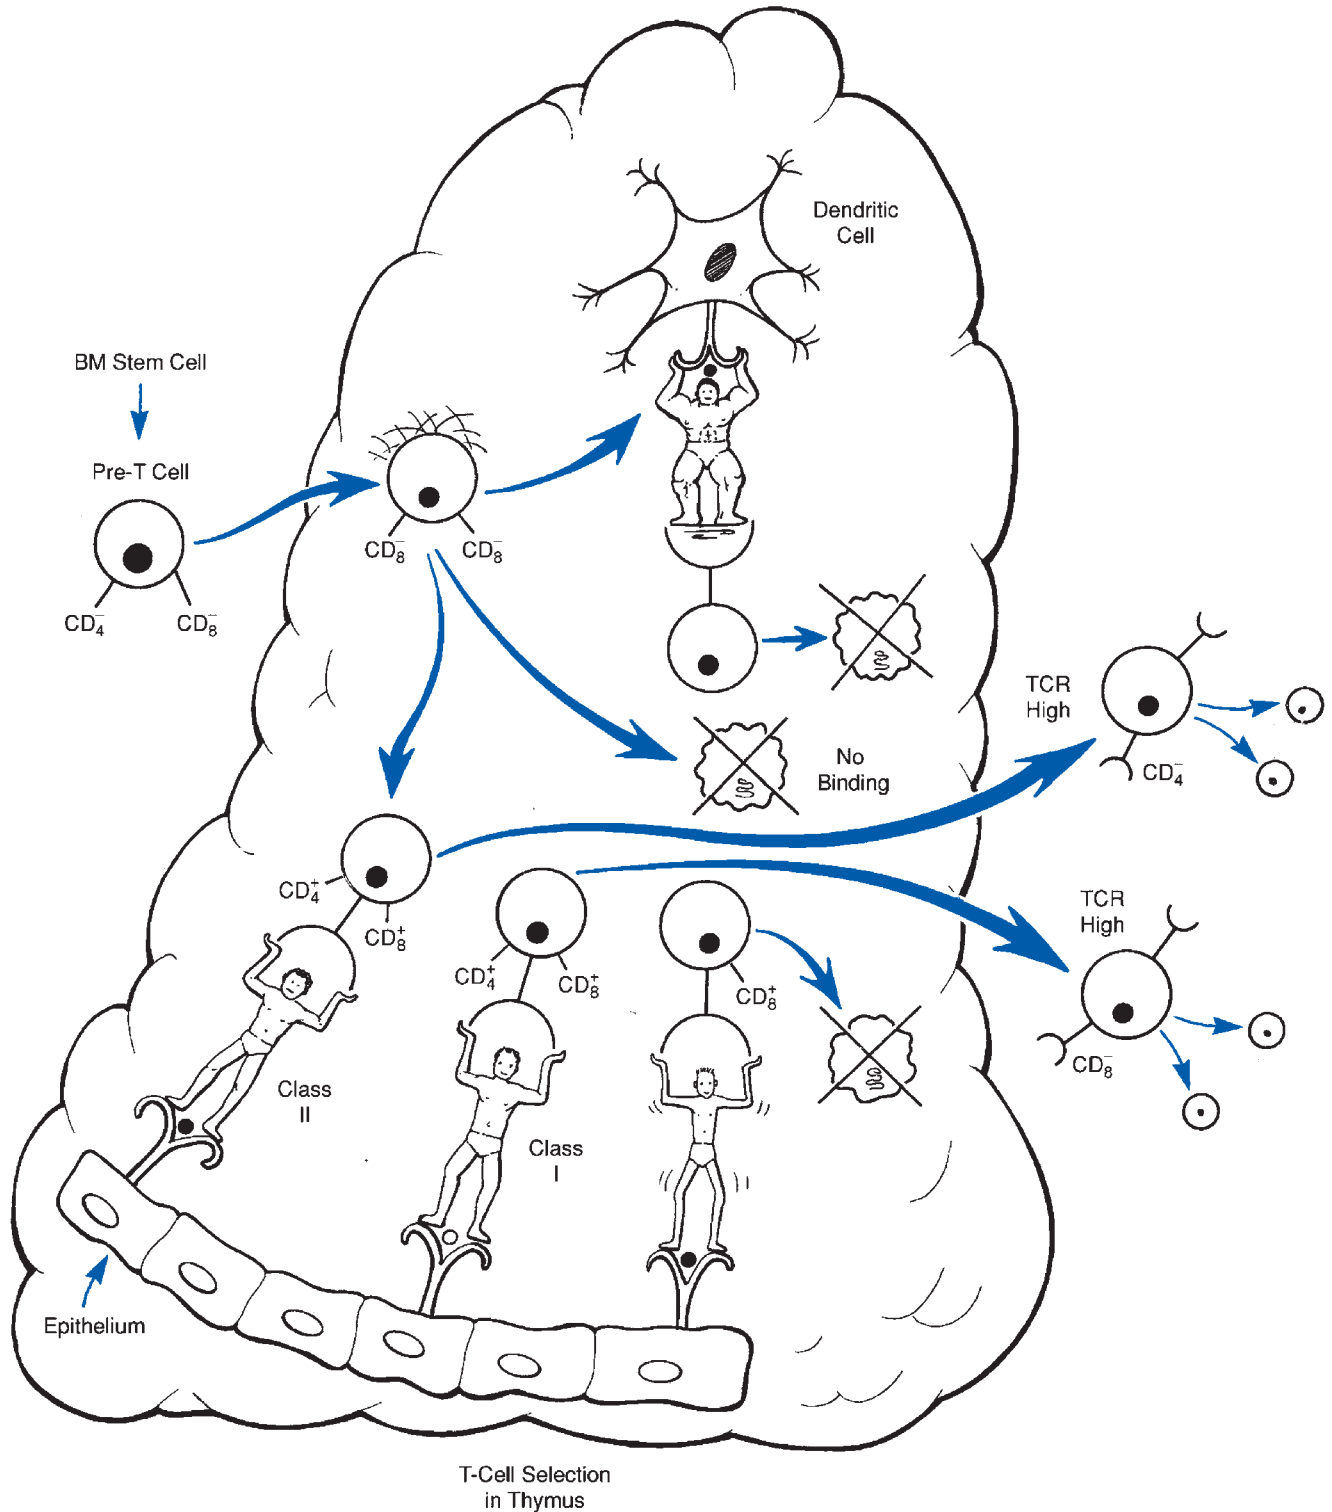 Dendritic
Cell
BM Stem Cell
Pre-T Cell
CD₄⁻
CD₈⁻
CD₈⁻
CD₈⁻
TCR
High
CD₄⁻
No
Binding
CD₄⁺
CD₈⁺
CD₄⁺
CD₈⁺
CD₈⁺
TCR
High
CD₈⁻
Class
II
Class
I
Epithelium
T-Cell Selection
in Thymus